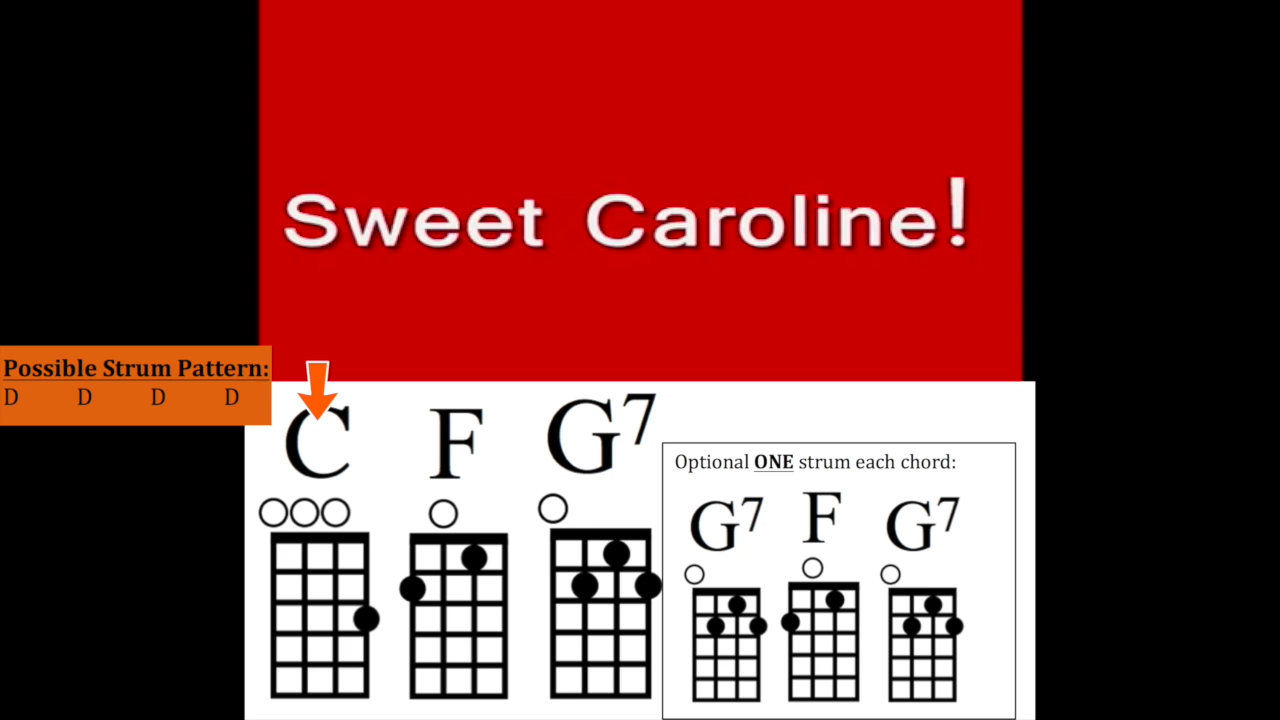 Sweet Caroline!
Possible Strum Pattern:
D D D D
C F G7
Optional ONE strum each chord:
G7 F G7